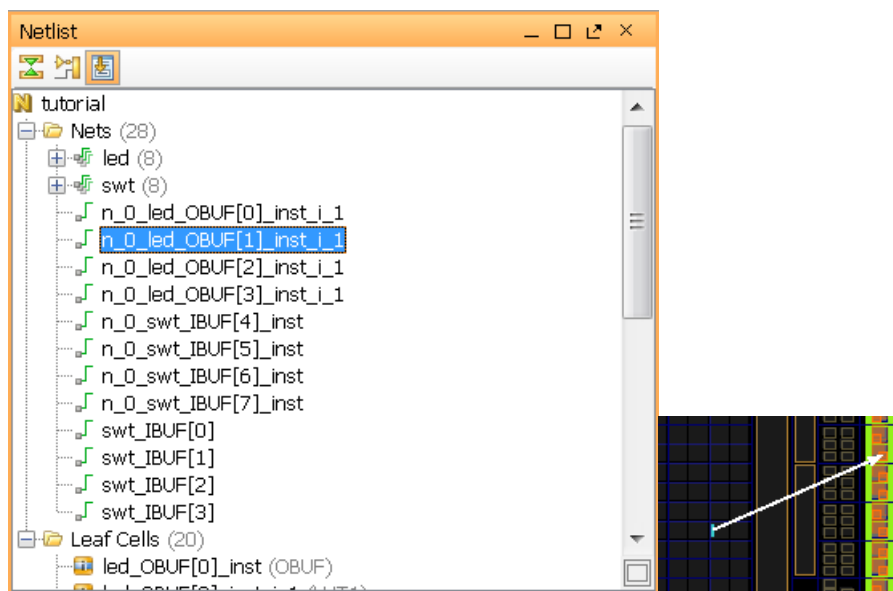 Netlist
tutorial
Nets (28)
led (8)
swt (8)
n_0_led_OBUF[0]_inst_i_1
n_0_led_OBUF[1]_inst_i_1
n_0_led_OBUF[2]_inst_i_1
n_0_led_OBUF[3]_inst_i_1
n_0_swt_IBUF[4]_inst
n_0_swt_IBUF[5]_inst
n_0_swt_IBUF[6]_inst
n_0_swt_IBUF[7]_inst
swt_IBUF[0]
swt_IBUF[1]
swt_IBUF[2]
swt_IBUF[3]
Leaf Cells (20)
led_OBUF[0]_inst (OBUF)